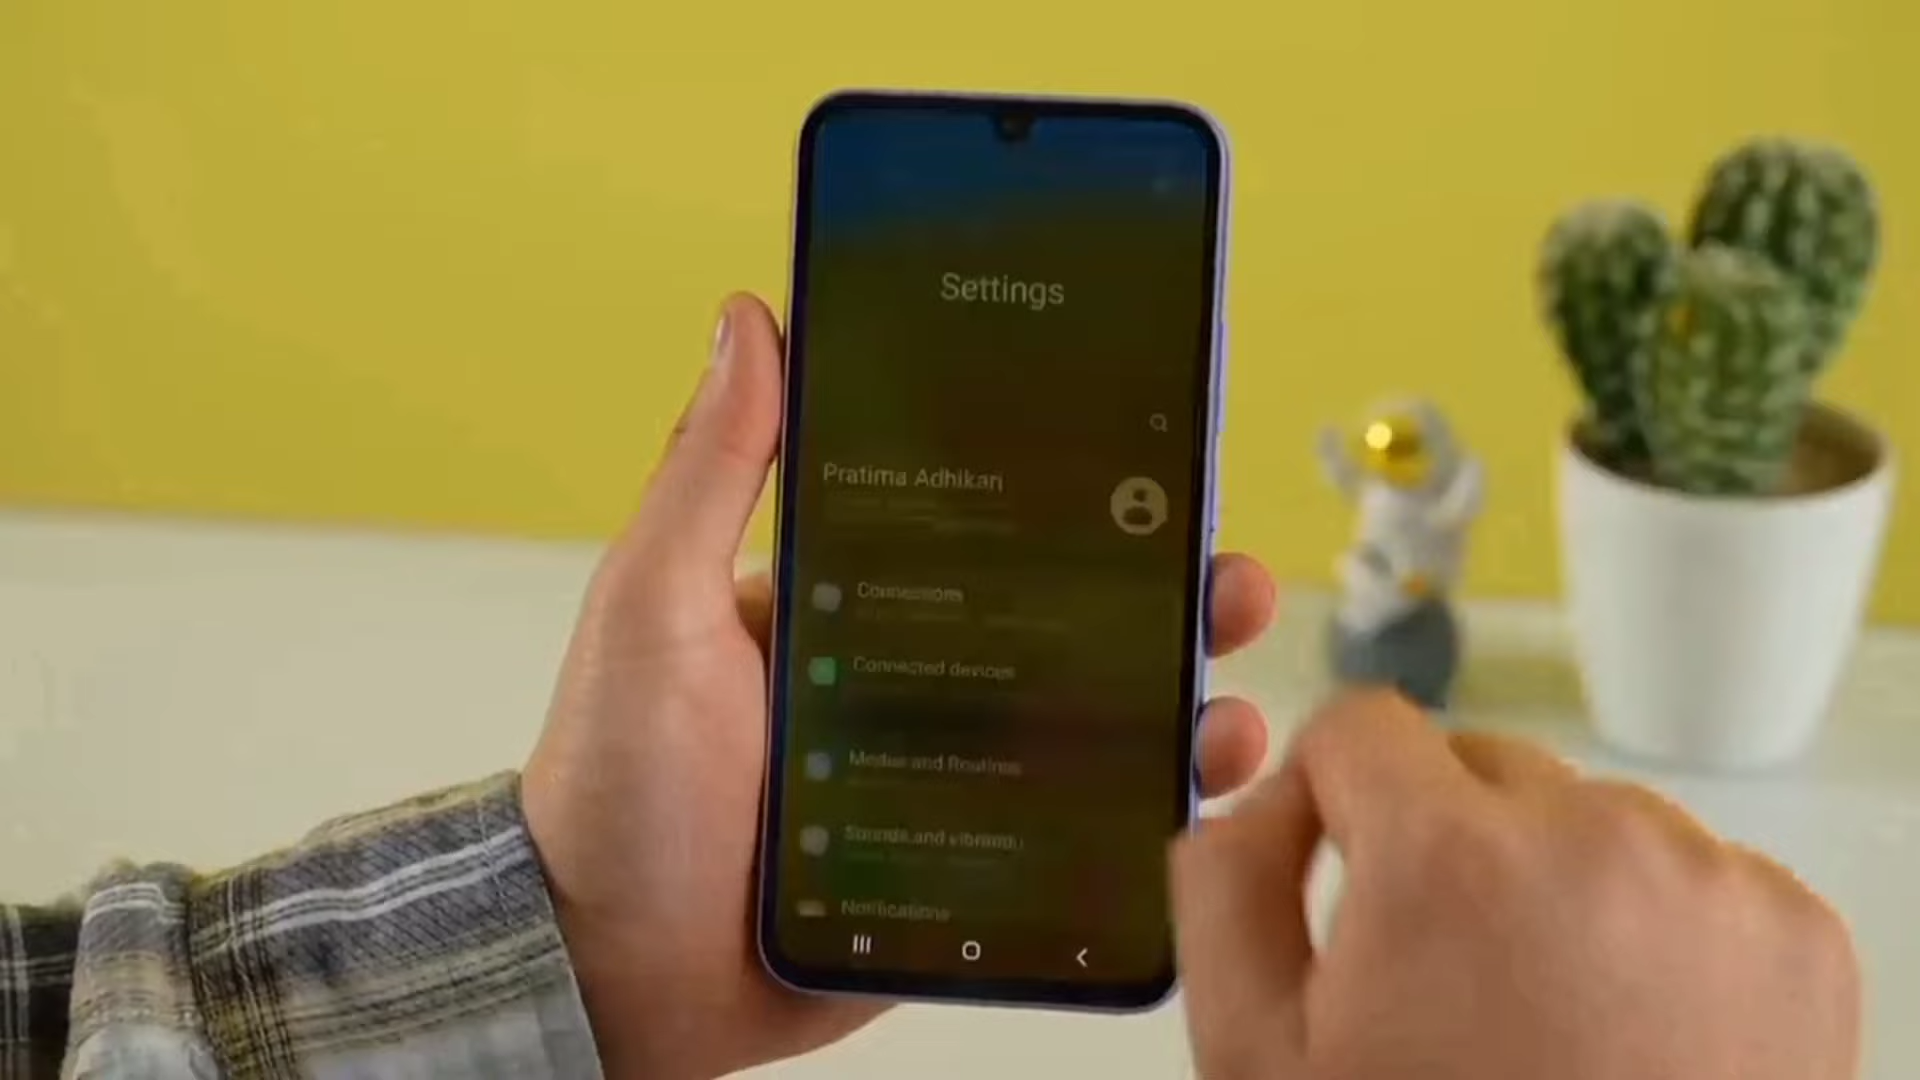 Settings
Pratima Adhikari
Connections
Connected devices
Modes and Routines
Sounds and vibration
Notifications